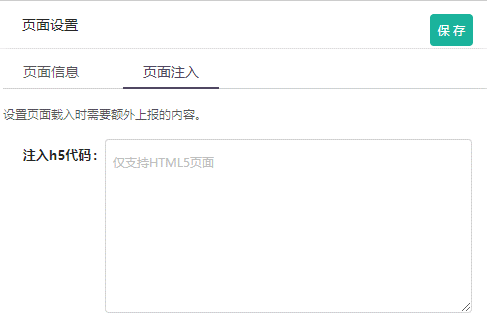 页面设置
保存
页面信息 页面注入
设置页面载入时需要额外上报的内容。
注入h5代码：
仅支持HTML5页面